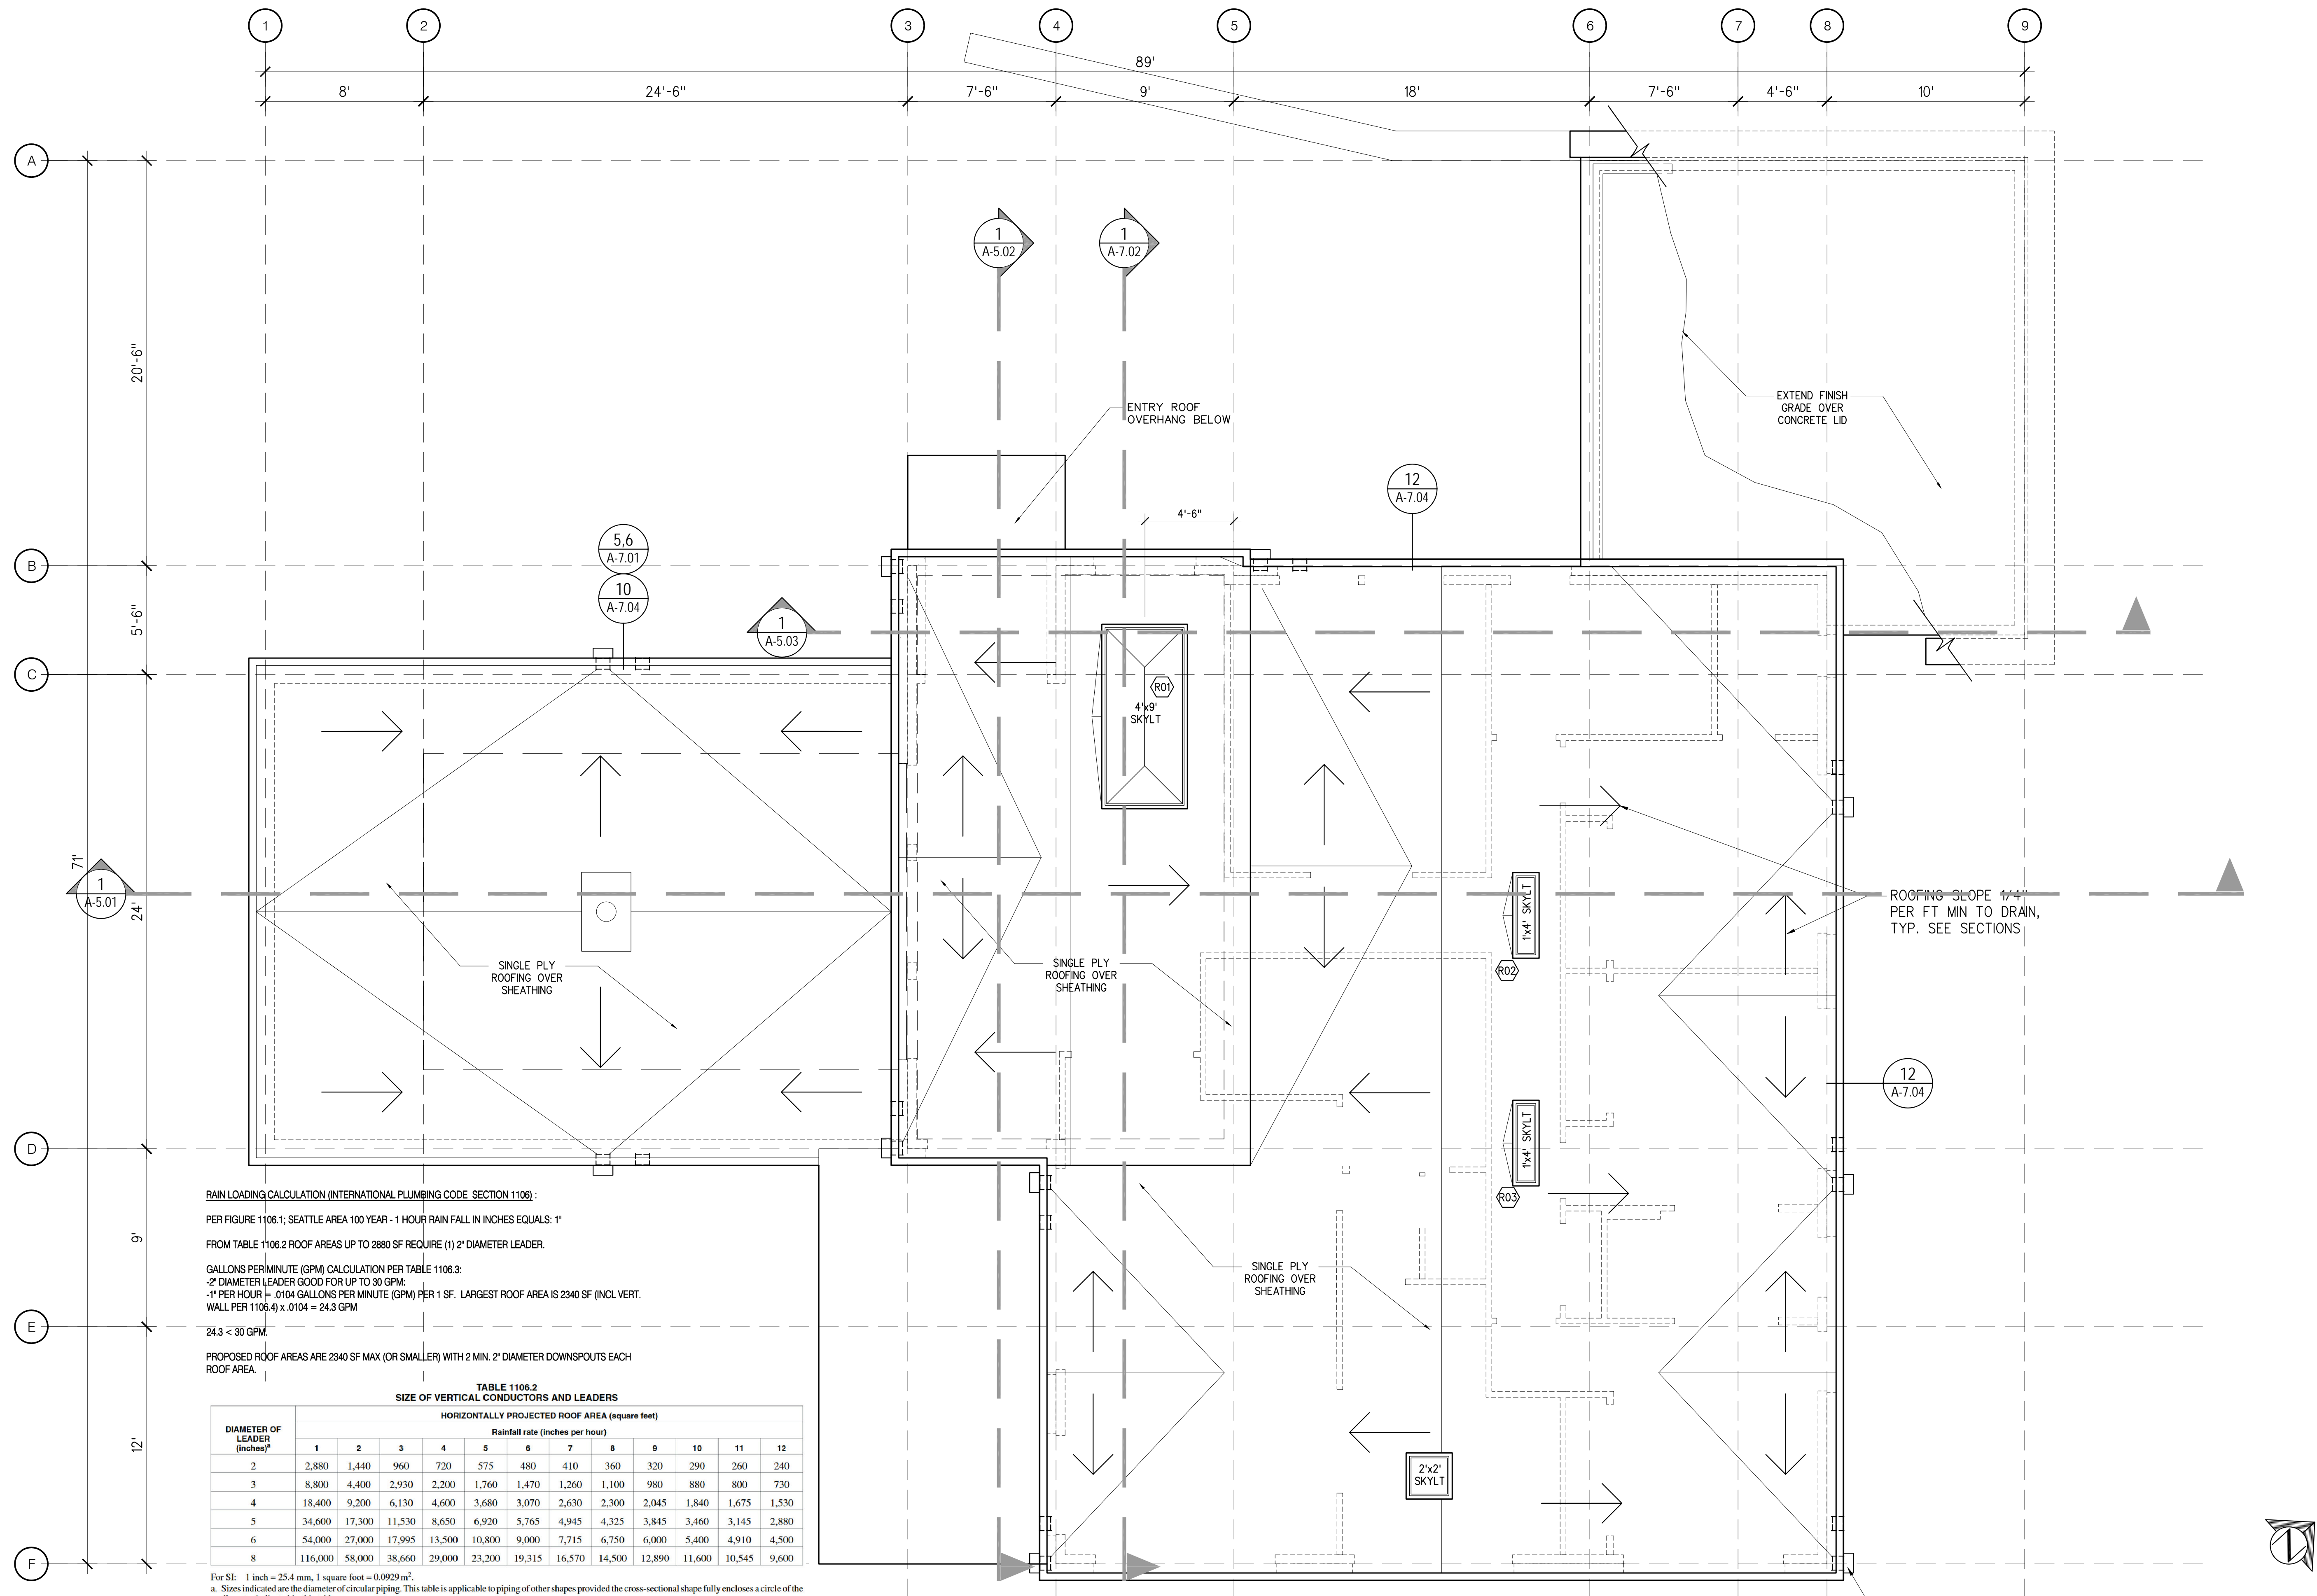 1 2 3 4 5 6 7 8 9
89'
8' 24'-6" 7'-6" 9' 18' 7'-6" 4'-6" 10'
A
B
C
D
E
F
20'-6"
5'-6"
24'
9'
12'
71'
1
A-5.02
1
A-7.02
ENTRY ROOF
OVERHANG BELOW
EXTEND FINISH
GRADE OVER
CONCRETE LID
12
A-7.04
4'-6"
5,6
A-7.01
10
A-7.04
1
A-5.03
R01
4'x9'
SKYLT
1
A-5.01
1'x4' SKYLT
R02
ROOFING SLOPE 1/4"
PER FT MIN TO DRAIN,
TYP. SEE SECTIONS
SINGLE PLY
ROOFING OVER
SHEATHING
SINGLE PLY
ROOFING OVER
SHEATHING
12
A-7.04
1'x4' SKYLT
R03
SINGLE PLY
ROOFING OVER
SHEATHING
2'x2'
SKYLT
1
RAIN LOADING CALCULATION (INTERNATIONAL PLUMBING CODE SECTION 1106) :
PER FIGURE 1106.1; SEATTLE AREA 100 YEAR - 1 HOUR RAIN FALL IN INCHES EQUALS: 1"
FROM TABLE 1106.2 ROOF AREAS UP TO 2880 SF REQUIRE (1) 2" DIAMETER LEADER.
GALLONS PER MINUTE (GPM) CALCULATION PER TABLE 1106.3:
-2" DIAMETER LEADER GOOD FOR UP TO 30 GPM:
-1" PER HOUR = .0104 GALLONS PER MINUTE (GPM) PER 1 SF. LARGEST ROOF AREA IS 2340 SF (INCL VERT.
WALL PER 1106.4) x .0104 = 24.3 GPM
24.3 < 30 GPM.
PROPOSED ROOF AREAS ARE 2340 SF MAX (OR SMALLER) WITH 2 MIN. 2" DIAMETER DOWNSPOUTS EACH
ROOF AREA.
TABLE 1106.2
SIZE OF VERTICAL CONDUCTORS AND LEADERS
DIAMETER OF
LEADER
(inches)a
HORIZONTALLY PROJECTED ROOF AREA (square feet)
Rainfall rate (inches per hour)
1 2 3 4 5 6 7 8 9 10 11 12
2 2,880 1,440 960 720 575 480 410 360 320 290 260 240
3 8,800 4,400 2,930 2,200 1,760 1,470 1,260 1,100 980 880 800 730
4 18,400 9,200 6,130 4,600 3,680 3,070 2,630 2,300 2,045 1,840 1,675 1,530
5 34,600 17,300 11,530 8,650 6,920 5,765 4,945 4,325 3,845 3,460 3,145 2,880
6 54,000 27,000 17,995 13,500 10,800 9,000 7,715 6,750 6,000 5,400 4,910 4,500
8 116,000 58,000 38,660 29,000 23,200 19,315 16,570 14,500 12,890 11,600 10,545 9,600
For SI: 1 inch = 25.4 mm, 1 square foot = 0.0929 m².
a. Sizes indicated are the diameter of circular piping. This table is applicable to piping of other shapes provided the cross-sectional shape fully encloses a circle of the